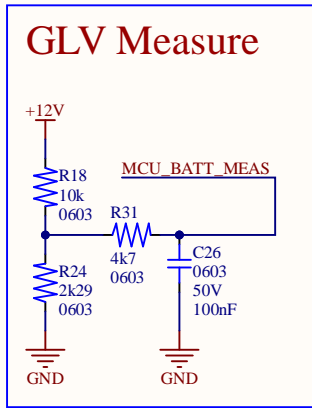 GLV Measure
+12V
R18
10k
0603
MCU_BATT_MEAS
R31
4k7
0603
R24
2k29
0603
C26
0603
50V
100nF
GND
GND